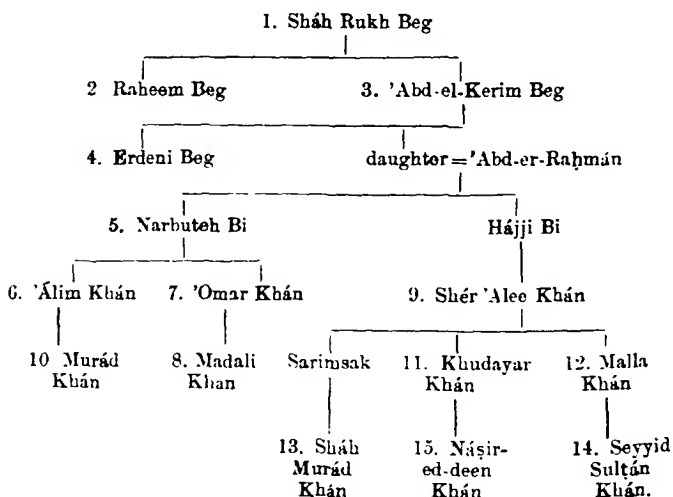 1. Sháh Rukh Beg
2 Raheem Beg 3. 'Abd-el-Kerim Beg
4. Erdeni Beg daughter='Abd-er-Raḥmán
5. Narbuteh Bi Hájji Bi
6. 'Álim Khán 7. 'Omar Khán 9. Shér 'Alee Khán
10 Murád Khán 8. Madali Khan Sarimsak 11. Khudayar Khán 12. Malla Khán
13. Sháh Murád Khán 15. Náṣir-ed-deen Khán 14. Seyyid Sulṭán Khán.